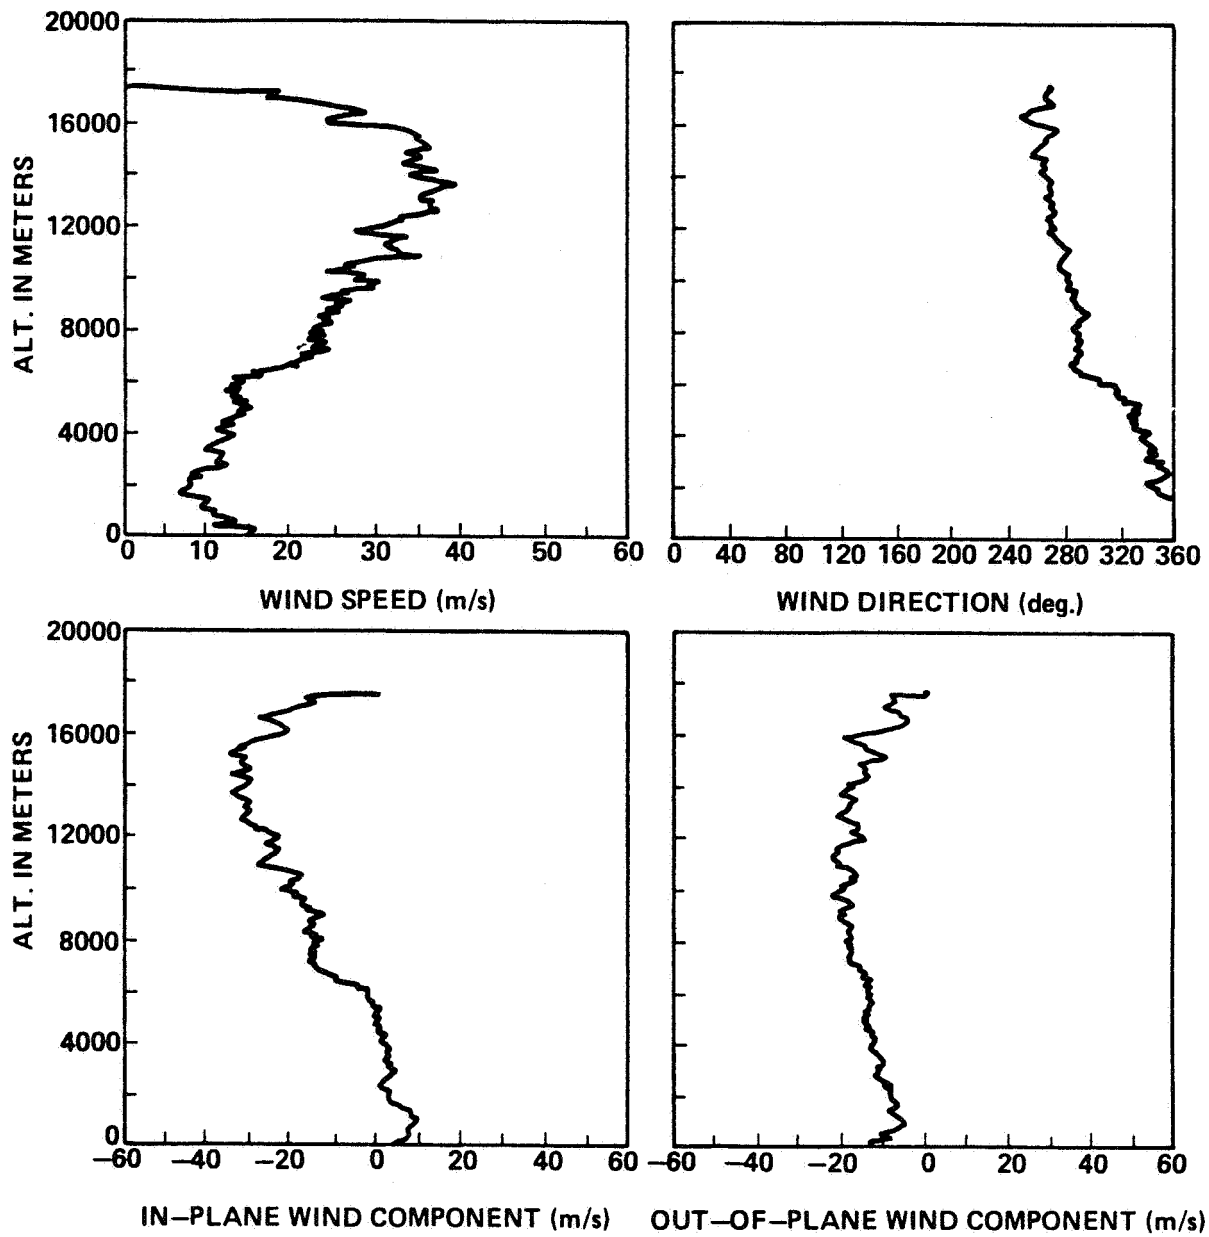 20000
16000
12000
8000
4000
0
ALT. IN METERS
0 10 20 30 40 50 60
WIND SPEED (m/s)
0 40 80 120 160 200 240 280 320 360
WIND DIRECTION (deg.)
20000
16000
12000
8000
4000
0
ALT. IN METERS
−60 −40 −20 0 20 40 60
IN−PLANE WIND COMPONENT (m/s)
−60 −40 −20 0 20 40 60
OUT−OF−PLANE WIND COMPONENT (m/s)